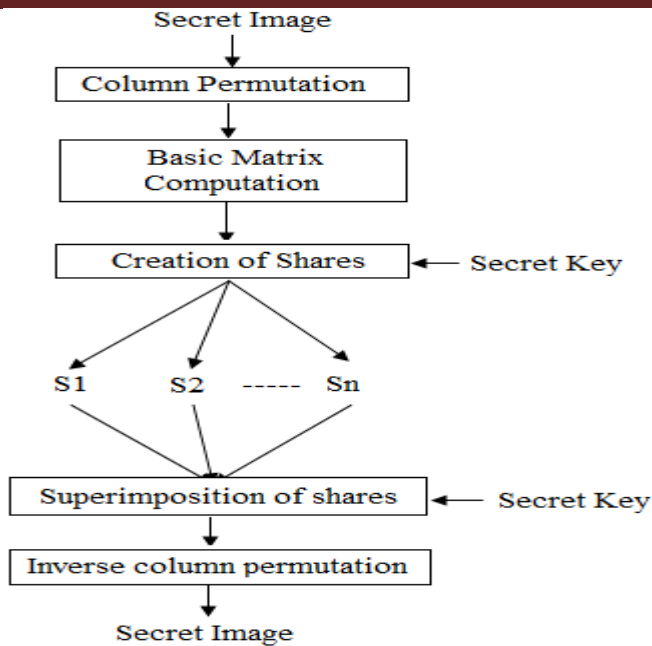 Secret Image
Column Permutation
Basic Matrix
Computation
Creation of Shares
Secret Key
S1
S2
-----
Sn
Superimposition of shares
Secret Key
Inverse column permutation
Secret Image